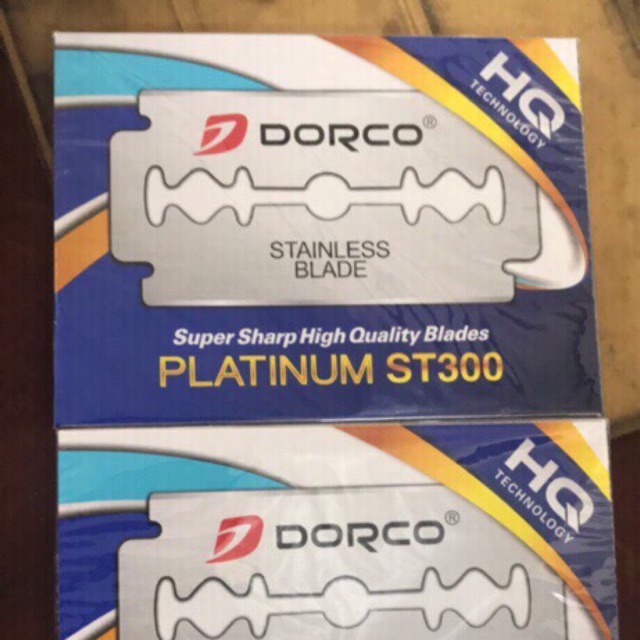 HQ
TECHNOLOGY
DORCO®
STAINLESS
BLADE
Super Sharp High Quality Blades
PLATINUM ST300
HQ
TECHNOLOGY
DORCO®